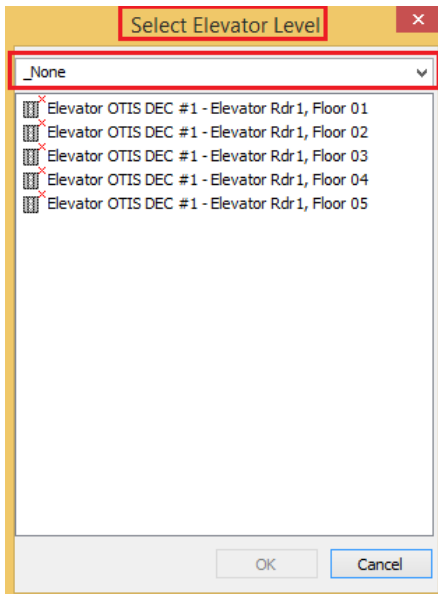 Select Elevator Level
_None
Elevator OTIS DEC #1 - Elevator Rdr1, Floor 01
Elevator OTIS DEC #1 - Elevator Rdr1, Floor 02
Elevator OTIS DEC #1 - Elevator Rdr1, Floor 03
Elevator OTIS DEC #1 - Elevator Rdr1, Floor 04
Elevator OTIS DEC #1 - Elevator Rdr1, Floor 05
OK Cancel